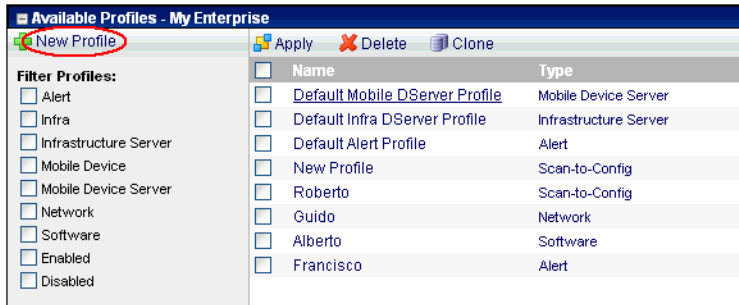 Available Profiles - My Enterprise
New Profile
Apply Delete Clone
Filter Profiles:
Alert
Infra
Infrastructure Server
Mobile Device
Mobile Device Server
Network
Software
Enabled
Disabled
Name Type
Default Mobile DServer Profile Mobile Device Server
Default Infra DServer Profile Infrastructure Server
Default Alert Profile Alert
New Profile Scan-to-Config
Roberto Scan-to-Config
Guido Network
Alberto Software
Francisco Alert